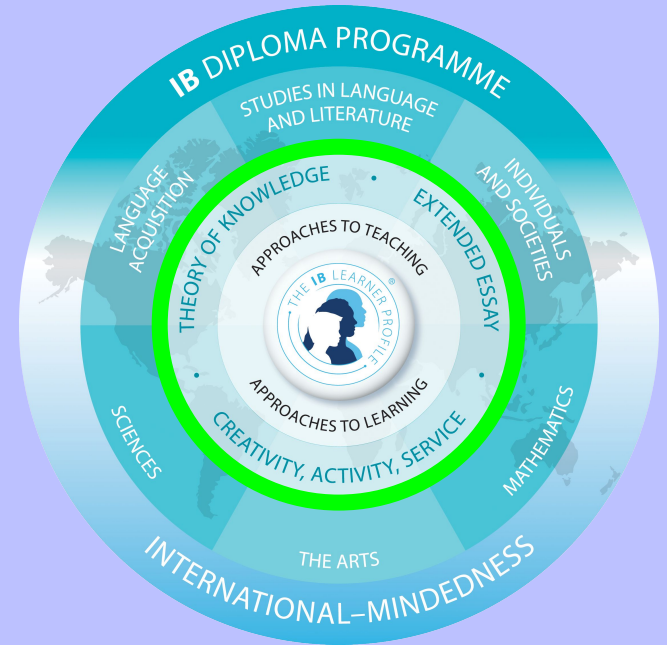 IB DIPLOMA PROGRAMME
STUDIES IN LANGUAGE
AND LITERATURE
LANGUAGE
ACQUISITION
INDIVIDUALS
AND SOCIETIES
THEORY OF KNOWLEDGE
EXTENDED ESSAY
APPROACHES TO TEACHING
THE IB LEARNER PROFILE ®
APPROACHES TO LEARNING
CREATIVITY, ACTIVITY, SERVICE
SCIENCES
MATHEMATICS
THE ARTS
INTERNATIONAL–MINDEDNESS